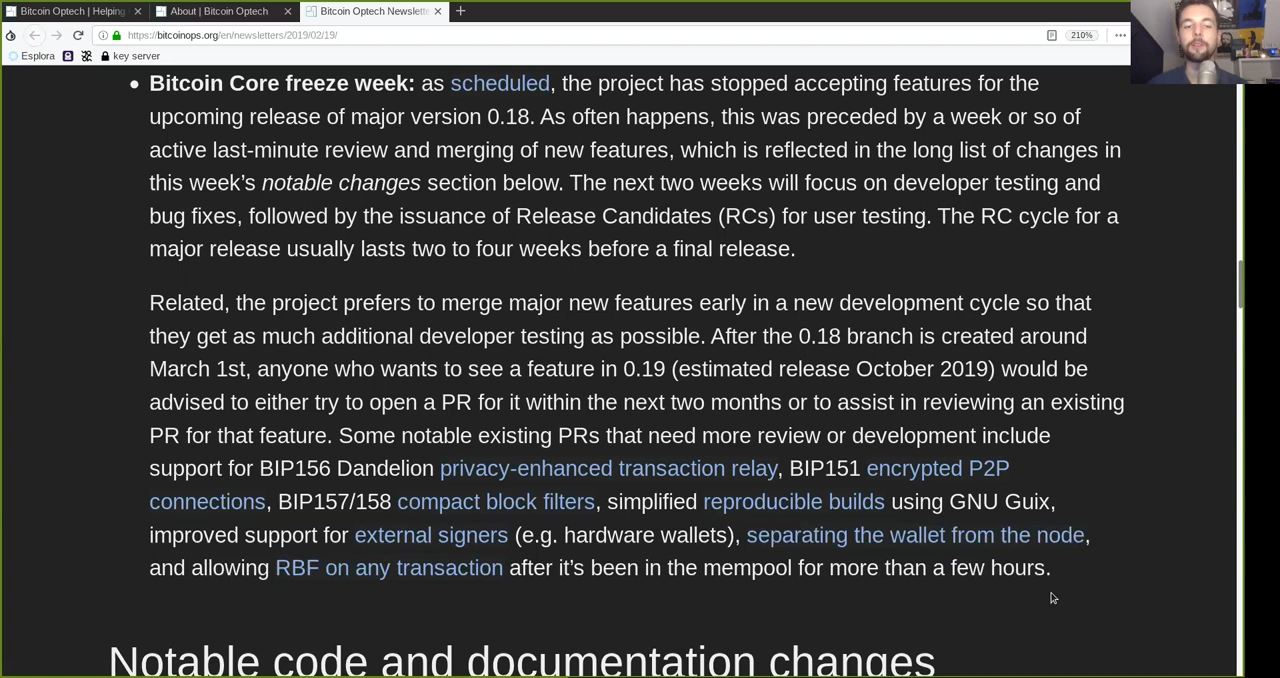 Bitcoin Optech | Helping
About | Bitcoin Optech
Bitcoin Optech Newslette
https://bitcoinops.org/en/newsletters/2019/02/19/
210%
Esplora
key server
Bitcoin Core freeze week: as scheduled, the project has stopped accepting features for the
upcoming release of major version 0.18. As often happens, this was preceded by a week or so of
active last-minute review and merging of new features, which is reflected in the long list of changes in
this week’s notable changes section below. The next two weeks will focus on developer testing and
bug fixes, followed by the issuance of Release Candidates (RCs) for user testing. The RC cycle for a
major release usually lasts two to four weeks before a final release.
Related, the project prefers to merge major new features early in a new development cycle so that
they get as much additional developer testing as possible. After the 0.18 branch is created around
March 1st, anyone who wants to see a feature in 0.19 (estimated release October 2019) would be
advised to either try to open a PR for it within the next two months or to assist in reviewing an existing
PR for that feature. Some notable existing PRs that need more review or development include
support for BIP156 Dandelion privacy-enhanced transaction relay, BIP151 encrypted P2P
connections, BIP157/158 compact block filters, simplified reproducible builds using GNU Guix,
improved support for external signers (e.g. hardware wallets), separating the wallet from the node,
and allowing RBF on any transaction after it’s been in the mempool for more than a few hours.
Notable code and documentation changes